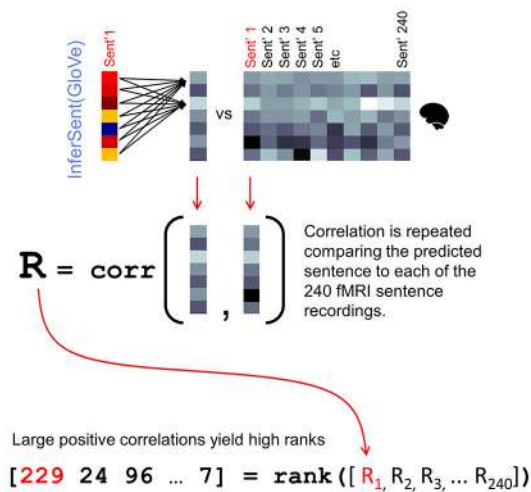 InferSent(GloVe)
Sent'1
Sent' 1
Sent' 2
Sent' 3
Sent' 4
Sent' 5
etc
Sent' 240
vs
R = corr ( , )
Correlation is repeated
comparing the predicted
sentence to each of the
240 fMRI sentence
recordings.
Large positive correlations yield high ranks
[229 24 96 … 7] = rank([ R1, R2, R3, … R240])